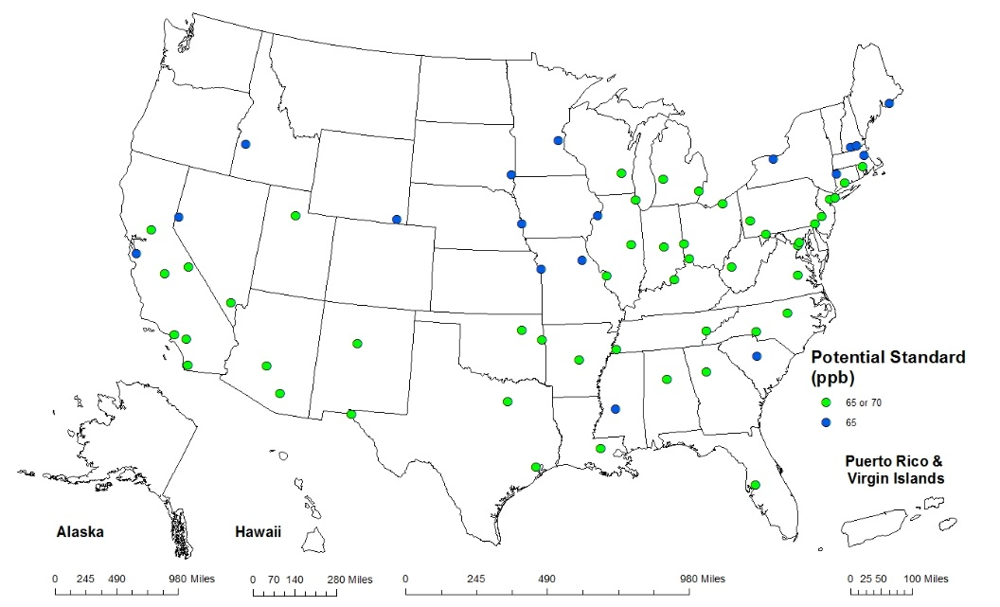 Potential Standard
(ppb)
65 or 70
65
Puerto Rico &
Virgin Islands
Alaska
Hawaii
0 245 490 980 Miles
0 70 140 280 Miles
0 245 490 980 Miles
0 25 50 100 Miles